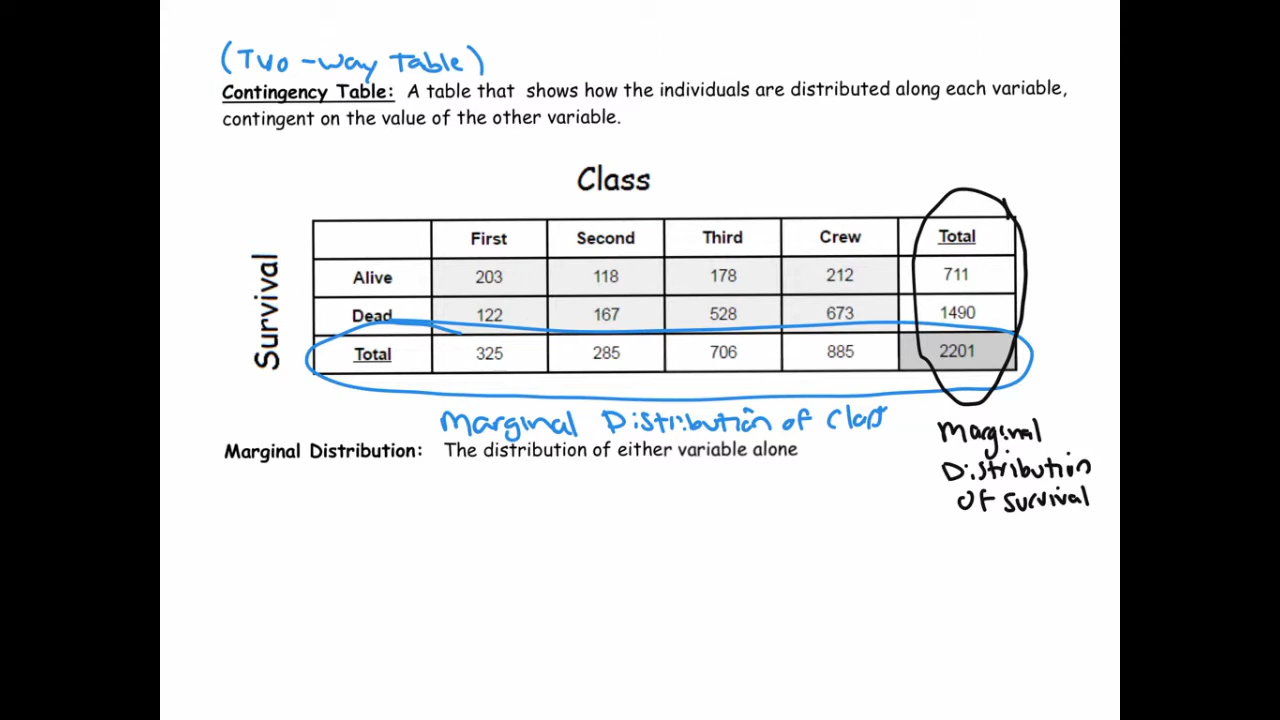 (Two-way Table)
Contingency Table: A table that shows how the individuals are distributed along each variable,
contingent on the value of the other variable.
Class
Survival
First Second Third Crew Total
Alive 203 118 178 212 711
Dead 122 167 528 673 1490
Total 325 285 706 885 2201
Marginal Distribution of Class
Marginal Distribution: The distribution of either variable alone
Marginal
Distribution
of Survival